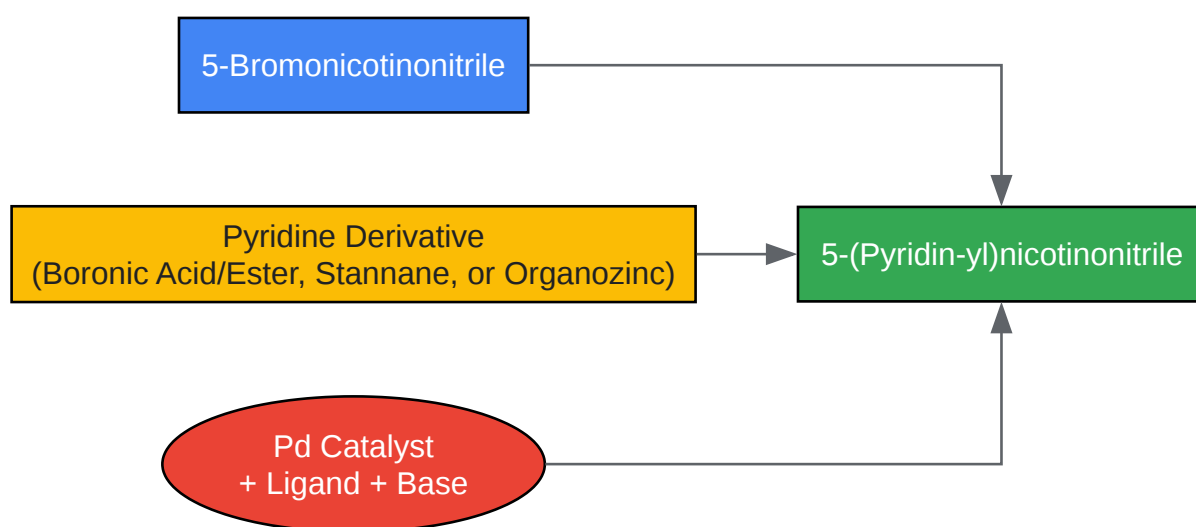 5-Bromonicotinonitrile
Pyridine Derivative
(Boronic Acid/Ester, Stannane, or Organozinc)
5-(Pyridin-yl)nicotinonitrile
Pd Catalyst
+ Ligand + Base